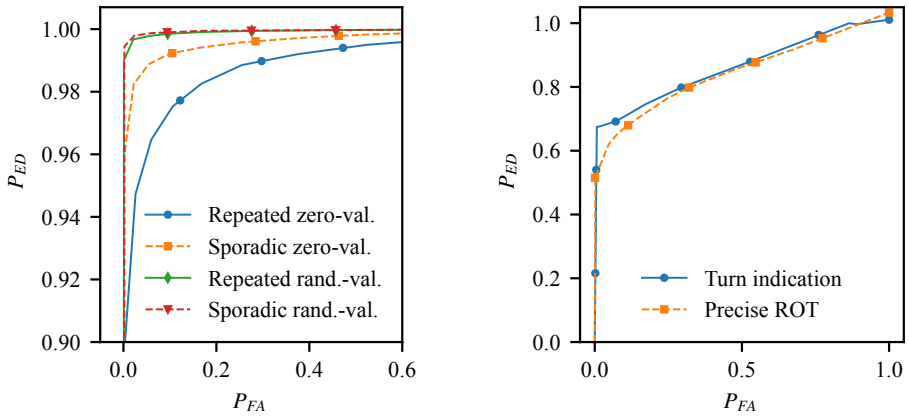 1.00
0.98
0.96
0.94
0.92
0.90
P_ED
Repeated zero-val.
Sporadic zero-val.
Repeated rand.-val.
Sporadic rand.-val.
0.0 0.2 0.4 0.6
P_FA
1.0
0.8
0.6
0.4
0.2
0.0
P_ED
Turn indication
Precise ROT
0.0 0.5 1.0
P_FA